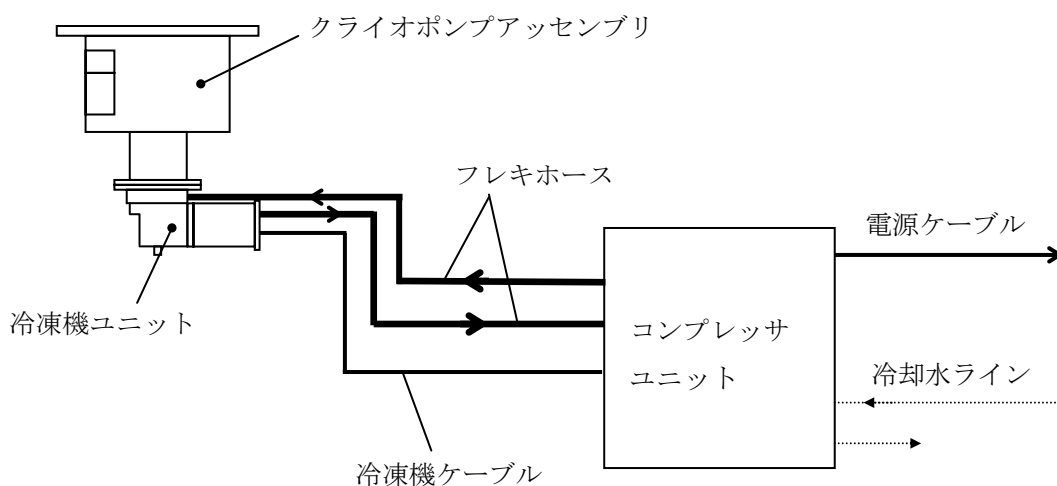 クライオポンプアッセンブリ
フレキホース
電源ケーブル
冷凍機ユニット
コンプレッサ
ユニット
冷却水ライン
冷凍機ケーブル